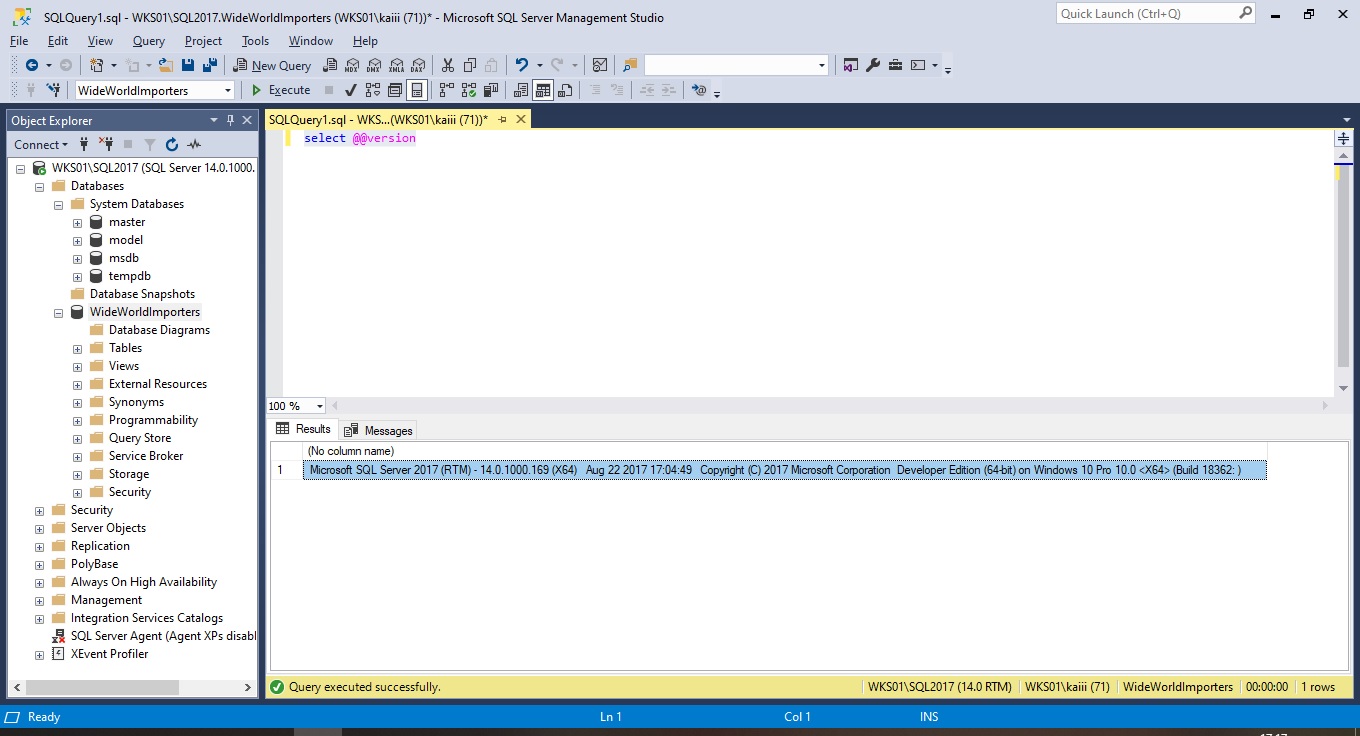 SQLQuery1.sql - WKS01\SQL2017.WideWorldImporters (WKS01\kaiii (71))* - Microsoft SQL Server Management Studio
Quick Launch (Ctrl+Q)
File Edit View Query Project Tools Window Help
New Query MDX DMX XMLA DAX
WideWorldImporters Execute
Object Explorer
Connect
WKS01\SQL2017 (SQL Server 14.0.1000.
Databases
System Databases
master
model
msdb
tempdb
Database Snapshots
WideWorldImporters
Database Diagrams
Tables
Views
External Resources
Synonyms
Programmability
Query Store
Service Broker
Storage
Security
Security
Server Objects
Replication
PolyBase
Always On High Availability
Management
Integration Services Catalogs
SQL Server Agent (Agent XPs disabl
XEvent Profiler
SQLQuery1.sql - WKS...(WKS01\kaiii (71))*
select @@version
100 %
Results Messages
(No column name)
1 Microsoft SQL Server 2017 (RTM) - 14.0.1000.169 (X64) Aug 22 2017 17:04:49 Copyright (C) 2017 Microsoft Corporation Developer Edition (64-bit) on Windows 10 Pro 10.0 <X64> (Build 18362: )
Query executed successfully. WKS01\SQL2017 (14.0 RTM) WKS01\kaiii (71) WideWorldImporters 00:00:00 1 rows
Ready Ln 1 Col 1 INS